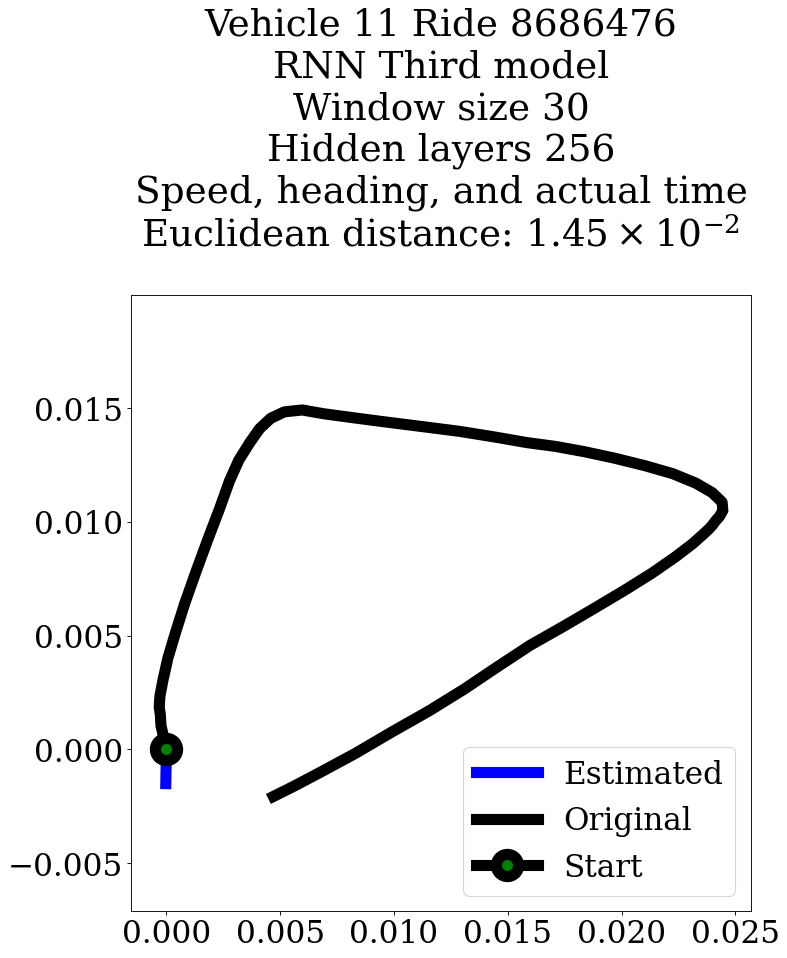 Vehicle 11 Ride 8686476
RNN Third model
Window size 30
Hidden layers 256
Speed, heading, and actual time
Euclidean distance: 1.45 × 10⁻²
0.015
0.010
0.005
0.000
−0.005
Estimated
Original
Start
0.000 0.005 0.010 0.015 0.020 0.025